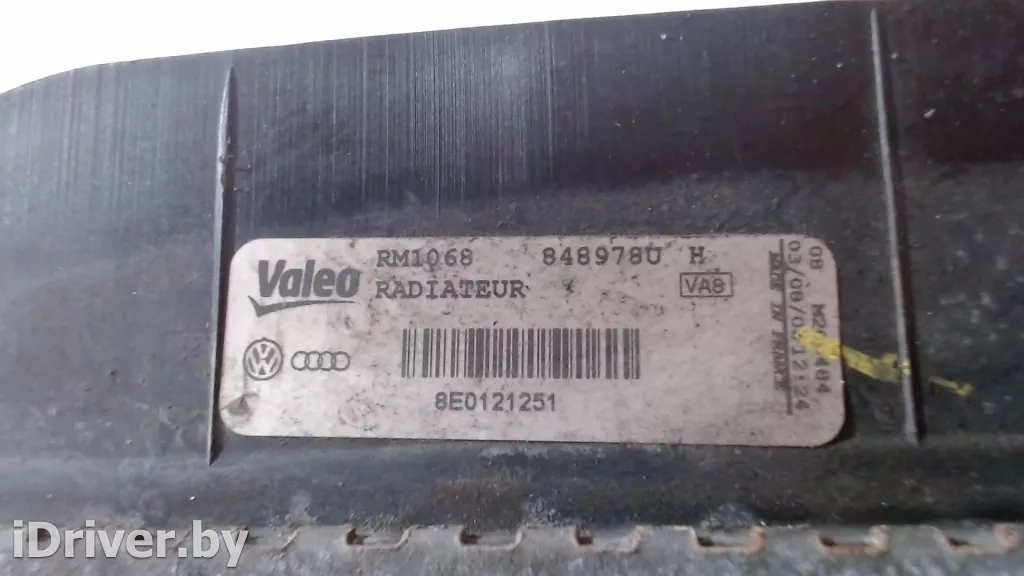 Valeo
RM1068 848978U H
RADIATEUR
VA8
8E0121251
MADE IN FRANCE
iDriver.by